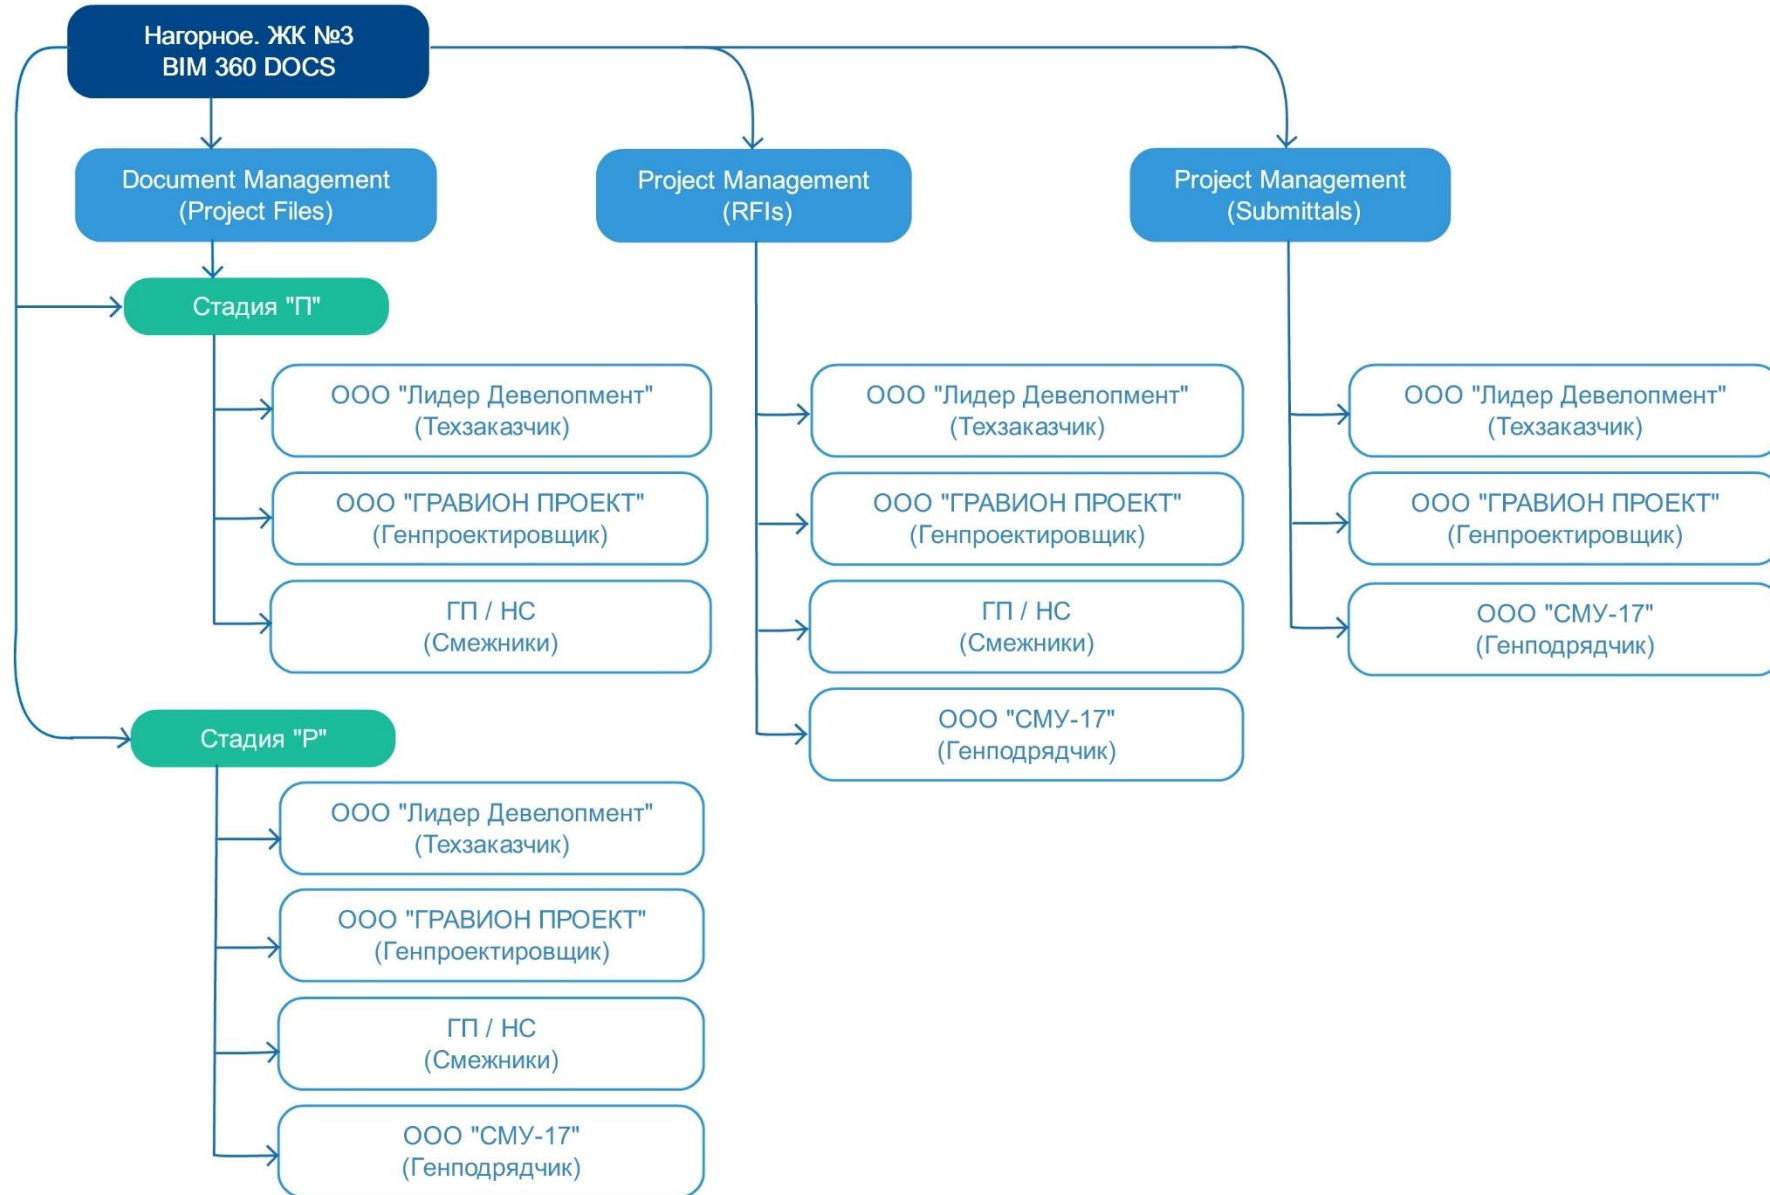 Нагорное. ЖК №3
BIM 360 DOCS
Document Management
(Project Files)
Project Management
(RFIs)
Project Management
(Submittals)
Стадия "П"
ООО "Лидер Девелопмент"
(Техзаказчик)
ООО "ГРАВИОН ПРОЕКТ"
(Генпроектировщик)
ГП / НС
(Смежники)
ООО "Лидер Девелопмент"
(Техзаказчик)
ООО "ГРАВИОН ПРОЕКТ"
(Генпроектировщик)
ГП / НС
(Смежники)
ООО "СМУ-17"
(Генподрядчик)
ООО "Лидер Девелопмент"
(Техзаказчик)
ООО "ГРАВИОН ПРОЕКТ"
(Генпроектировщик)
ООО "СМУ-17"
(Генподрядчик)
Стадия "Р"
ООО "Лидер Девелопмент"
(Техзаказчик)
ООО "ГРАВИОН ПРОЕКТ"
(Генпроектировщик)
ГП / НС
(Смежники)
ООО "СМУ-17"
(Генподрядчик)